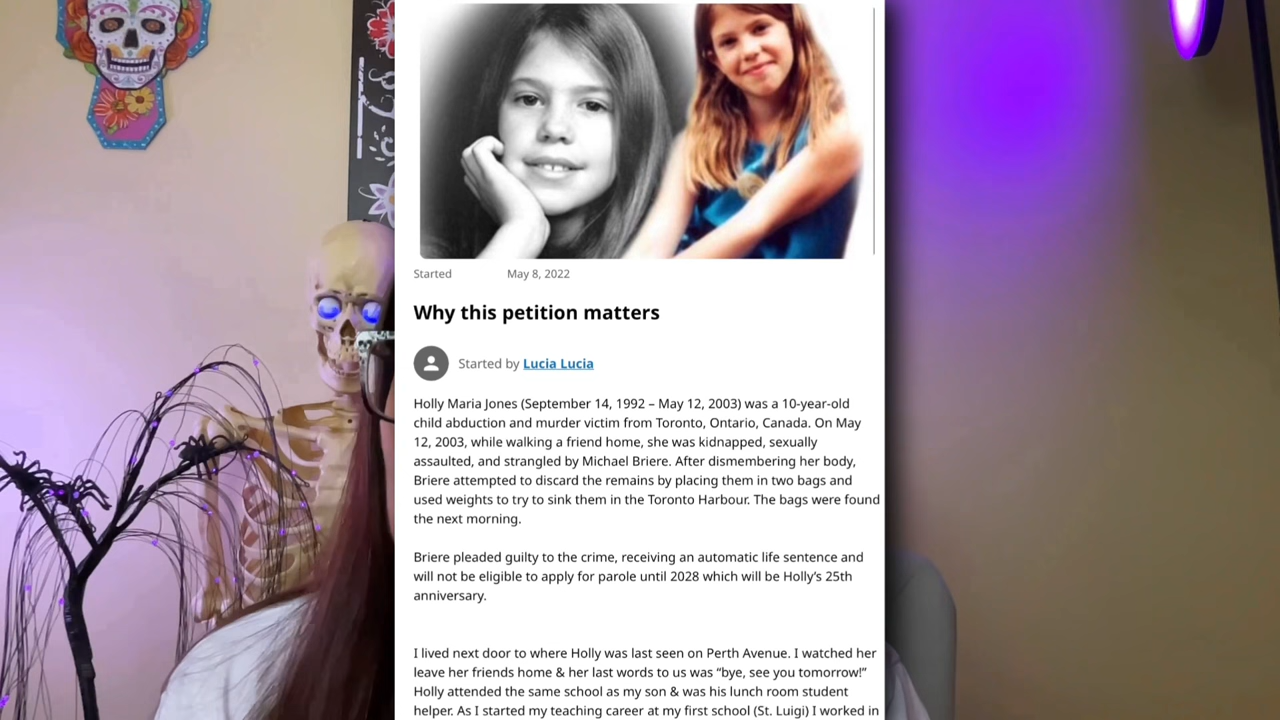 Started May 8, 2022
Why this petition matters
Started by Lucia Lucia
Holly Maria Jones (September 14, 1992 – May 12, 2003) was a 10-year-old
child abduction and murder victim from Toronto, Ontario, Canada. On May
12, 2003, while walking a friend home, she was kidnapped, sexually
assaulted, and strangled by Michael Briere. After dismembering her body,
Briere attempted to discard the remains by placing them in two bags and
used weights to try to sink them in the Toronto Harbour. The bags were found
the next morning.
Briere pleaded guilty to the crime, receiving an automatic life sentence and
will not be eligible to apply for parole until 2028 which will be Holly’s 25th
anniversary.
I lived next door to where Holly was last seen on Perth Avenue. I watched her
leave her friends home & her last words to us was “bye, see you tomorrow!”
Holly attended the same school as my son & was his lunch room student
helper. As I started my teaching career at my first school (St. Luigi) I worked in